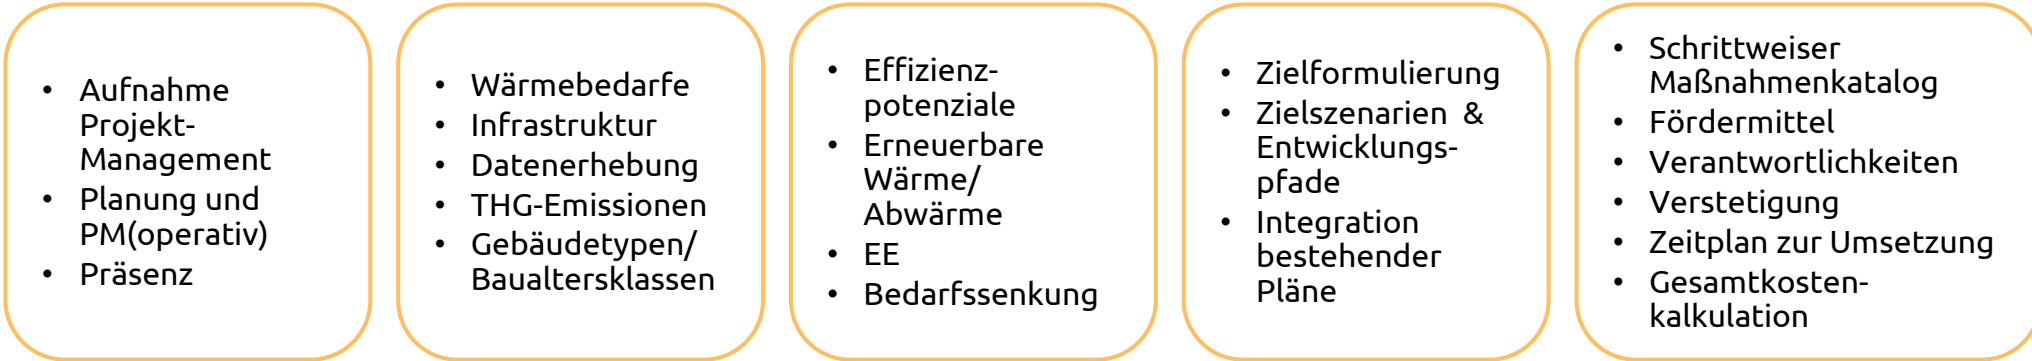 • Aufnahme
Projekt-
Management
• Planung und
PM(operativ)
• Präsenz
• Wärmebedarfe
• Infrastruktur
• Datenerhebung
• THG-Emissionen
• Gebäudetypen/
Baualtersklassen
• Effizienz-
potenziale
• Erneuerbare
Wärme/
Abwärme
• EE
• Bedarfssenkung
• Zielformulierung
• Zielszenarien &
Entwicklungs-
pfade
• Integration
bestehender
Pläne
• Schrittweiser
Maßnahmenkatalog
• Fördermittel
• Verantwortlichkeiten
• Verstetigung
• Zeitplan zur Umsetzung
• Gesamtkosten-
kalkulation